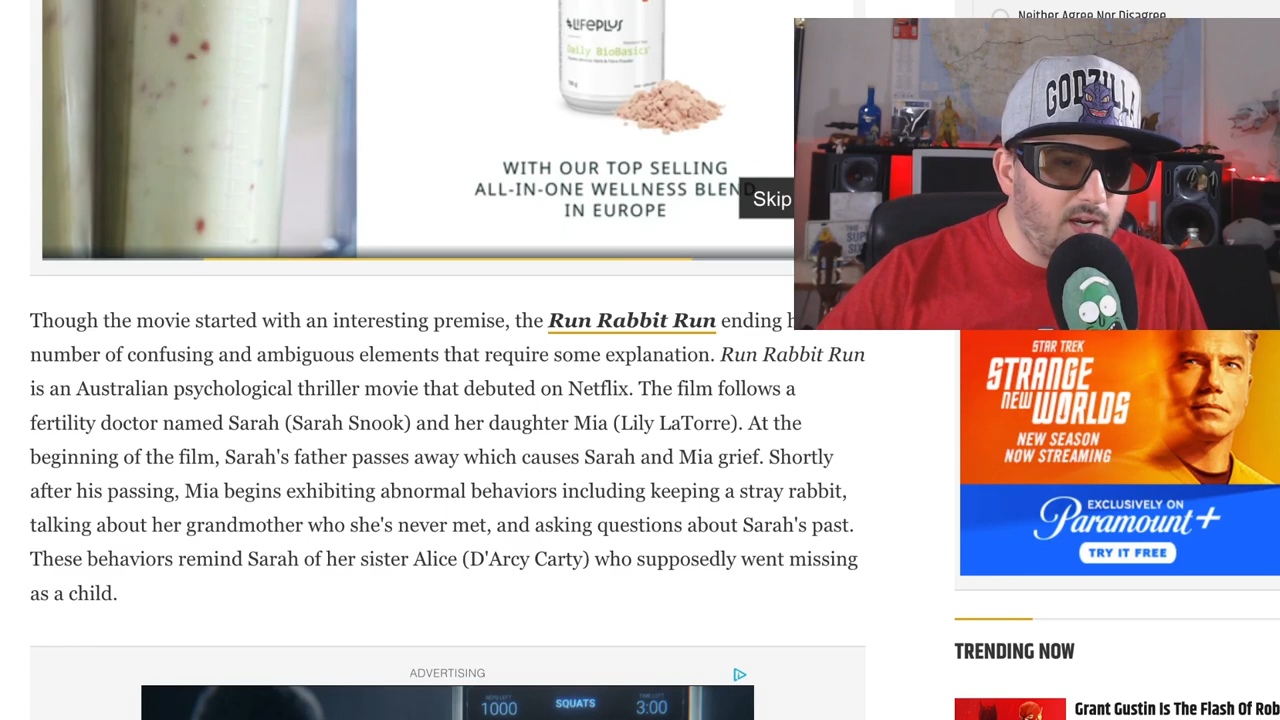 LIFEPLUS
Daily BioBasics
WITH OUR TOP SELLING
ALL-IN-ONE WELLNESS BLEND
IN EUROPE
Skip
Neither Agree Nor Disagree
GODZILLA
Though the movie started with an interesting premise, the Run Rabbit Run ending
number of confusing and ambiguous elements that require some explanation. Run Rabbit Run
is an Australian psychological thriller movie that debuted on Netflix. The film follows a
fertility doctor named Sarah (Sarah Snook) and her daughter Mia (Lily LaTorre). At the
beginning of the film, Sarah's father passes away which causes Sarah and Mia grief. Shortly
after his passing, Mia begins exhibiting abnormal behaviors including keeping a stray rabbit,
talking about her grandmother who she's never met, and asking questions about Sarah's past.
These behaviors remind Sarah of her sister Alice (D'Arcy Carty) who supposedly went missing
as a child.
ADVERTISING
1000
SQUATS
TIME LEFT
3:00
STAR TREK
STRANGE
NEW WORLDS
NEW SEASON
NOW STREAMING
EXCLUSIVELY ON
Paramount+
TRY IT FREE
TRENDING NOW
Grant Gustin Is The Flash Of Rob